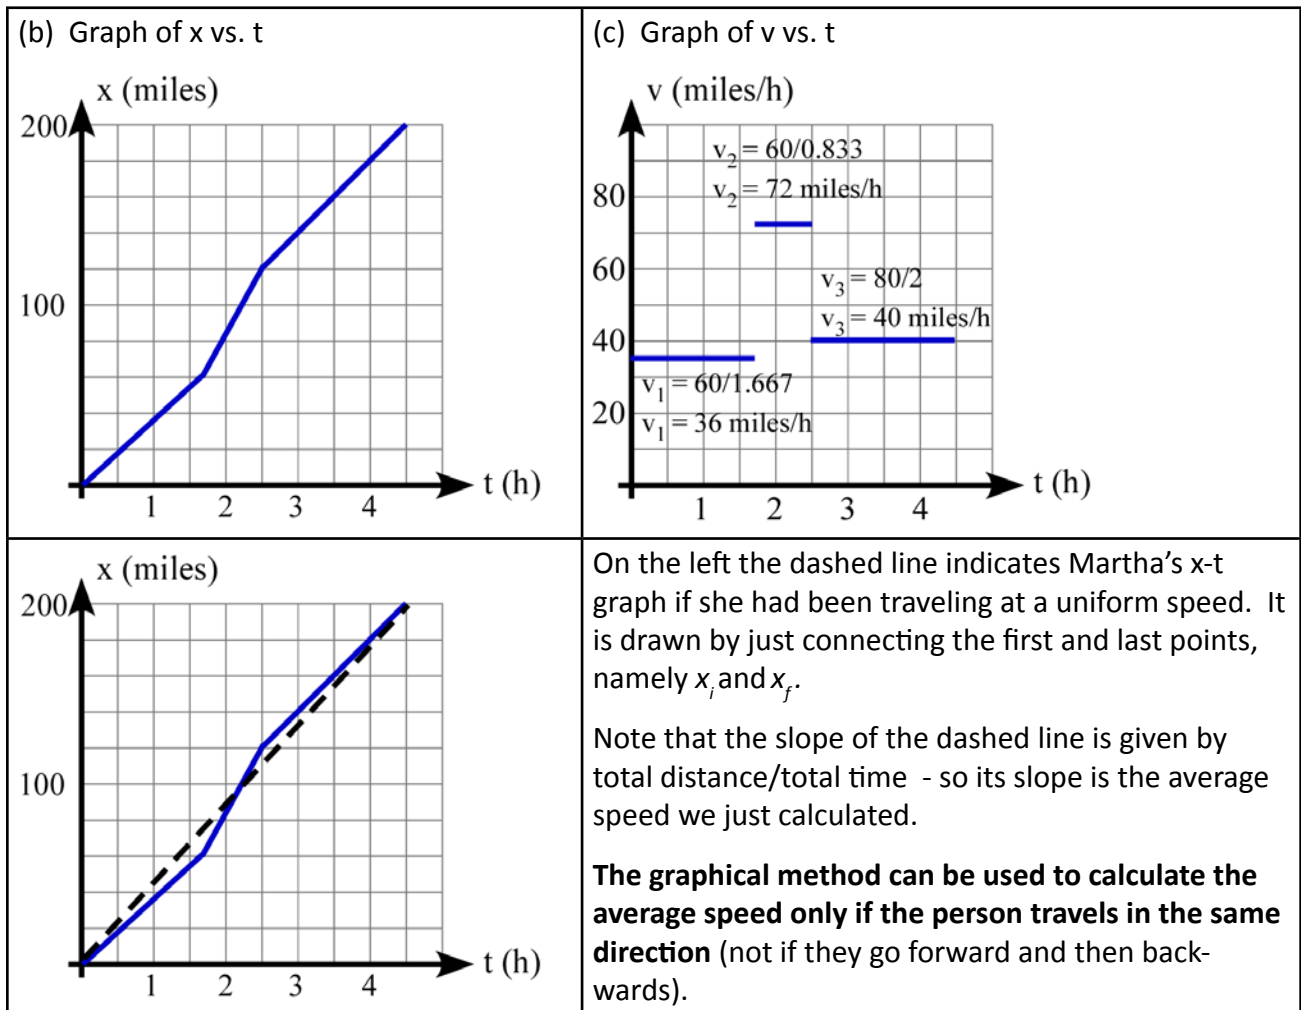 (b) Graph of x vs. t
x (miles)
200
100
1 2 3 4
t (h)
(c) Graph of v vs. t
v (miles/h)
v2 = 60/0.833
v2 = 72 miles/h
80
60
v3 = 80/2
v3 = 40 miles/h
40
v1 = 60/1.667
20
v1 = 36 miles/h
1 2 3 4
t (h)
x (miles)
200
100
1 2 3 4
t (h)
On the left the dashed line indicates Martha’s x-t
graph if she had been traveling at a uniform speed. It
is drawn by just connecting the first and last points,
namely xi and xf.
Note that the slope of the dashed line is given by
total distance/total time - so its slope is the average
speed we just calculated.
The graphical method can be used to calculate the
average speed only if the person travels in the same
direction (not if they go forward and then back-
wards).